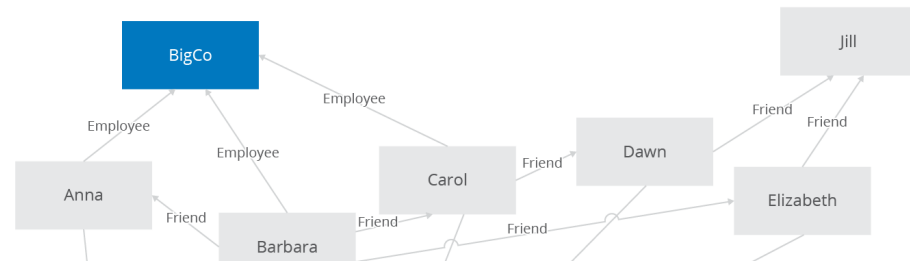 Jill
BigCo
Employee
Friend
Friend
Employee
Dawn
Employee
Friend
Carol
Anna
Elizabeth
Friend
Friend
Friend
Barbara